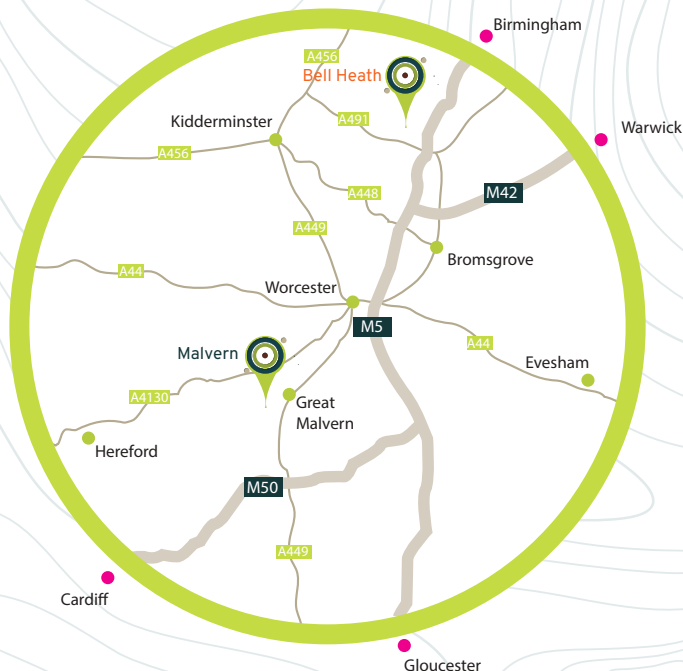 Birmingham
A456
Bell Heath
Kidderminster
A491
Warwick
A456
A448
M42
A449
Bromsgrove
A44
Worcester
M5
A44
Malvern
Evesham
A4130
Great
Malvern
Hereford
M50
A449
Cardiff
Gloucester